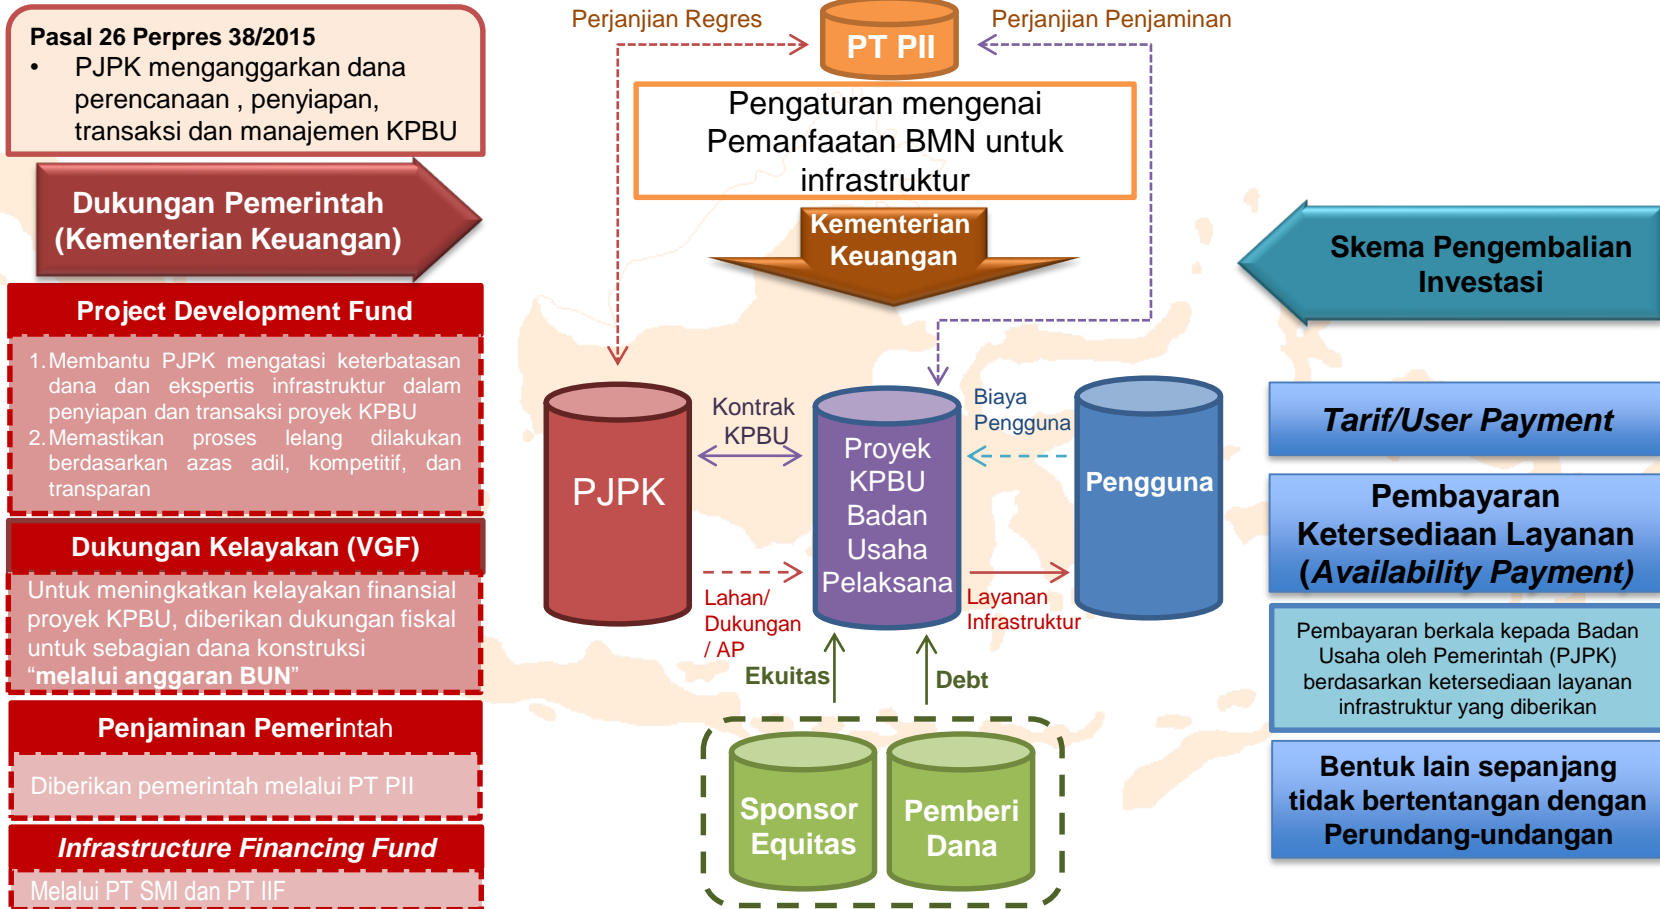 Pasal 26 Perpres 38/2015
• PJPK menganggarkan dana
perencanaan , penyiapan,
transaksi dan manajemen KPBU
Dukungan Pemerintah
(Kementerian Keuangan)
Project Development Fund
1. Membantu PJPK mengatasi keterbatasan
dana dan ekspertis infrastruktur dalam
penyiapan dan transaksi proyek KPBU
2. Memastikan proses lelang dilakukan
berdasarkan azas adil, kompetitif, dan
transparan
Dukungan Kelayakan (VGF)
Untuk meningkatkan kelayakan finansial
proyek KPBU, diberikan dukungan fiskal
untuk sebagian dana konstruksi
“melalui anggaran BUN”
Penjaminan Pemerintah
Diberikan pemerintah melalui PT PII
Infrastructure Financing Fund
Melalui PT SMI dan PT IIF
Perjanjian Regres
PT PII
Perjanjian Penjaminan
Pengaturan mengenai
Pemanfaatan BMN untuk
infrastruktur
Kementerian
Keuangan
PJPK
Kontrak
KPBU
Lahan/
Dukungan
/ AP
Proyek
KPBU
Badan
Usaha
Pelaksana
Biaya
Pengguna
Layanan
Infrastruktur
Pengguna
Ekuitas
Debt
Sponsor
Equitas
Pemberi
Dana
Skema Pengembalian
Investasi
Tarif/User Payment
Pembayaran
Ketersediaan Layanan
(Availability Payment)
Pembayaran berkala kepada Badan
Usaha oleh Pemerintah (PJPK)
berdasarkan ketersediaan layanan
infrastruktur yang diberikan
Bentuk lain sepanjang
tidak bertentangan dengan
Perundang-undangan